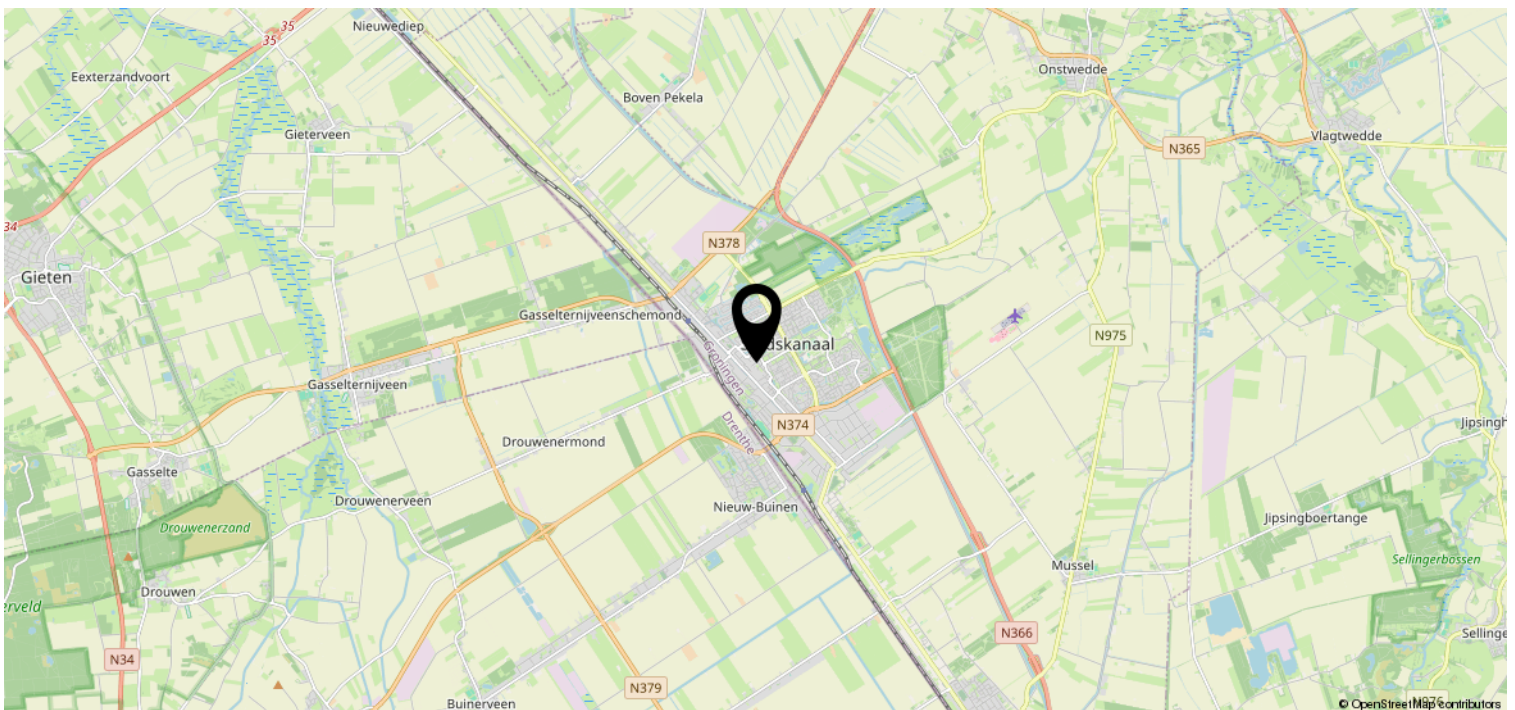 Nieuwediep
35
35
Eexterzandvoort
Onstwedde
Boven Pekela
Gieterveen
Vlagtwedde
N365
34
N378
Gieten
Gasselternijveenschemond
N975
dskanaal
Groningen
Gasselternijveen
Jipsingh
N374
Drenthe
Drouwenermond
Gasselte
Drouwenerveen
Nieuw-Buinen
Jipsingboertange
Drouwenerzand
Sellingerbossen
Mussel
Drouwen
erveld
N366
Sellinge
N34
N379
Buinerveen
N976
© OpenStreetMap contributors